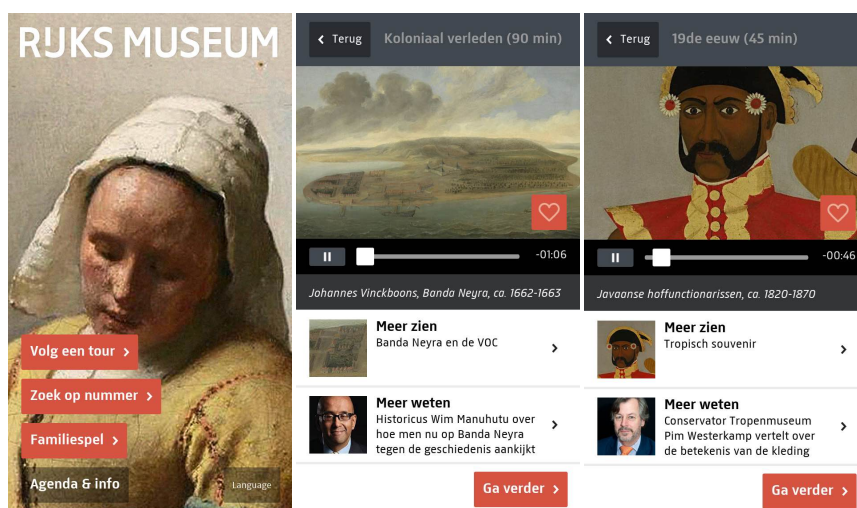 RIJKS MUSEUM
Volg een tour
Zoek op nummer
Familiespel
Agenda & info
Language
Terug
Koloniaal verleden (90 min)
-01:06
Johannes Vinckboons, Banda Neyra, ca. 1662-1663
Meer zien
Banda Neyra en de VOC
Meer weten
Historicus Wim Manuhutu over
hoe men nu op Banda Neyra
tegen de geschiedenis aankijkt
Ga verder
Terug
19de eeuw (45 min)
-00:46
Javaanse hoffunctionarissen, ca. 1820-1870
Meer zien
Tropisch souvenir
Meer weten
Conservator Tropenmuseum
Pim Westerkamp vertelt over
de betekenis van de kleding
Ga verder